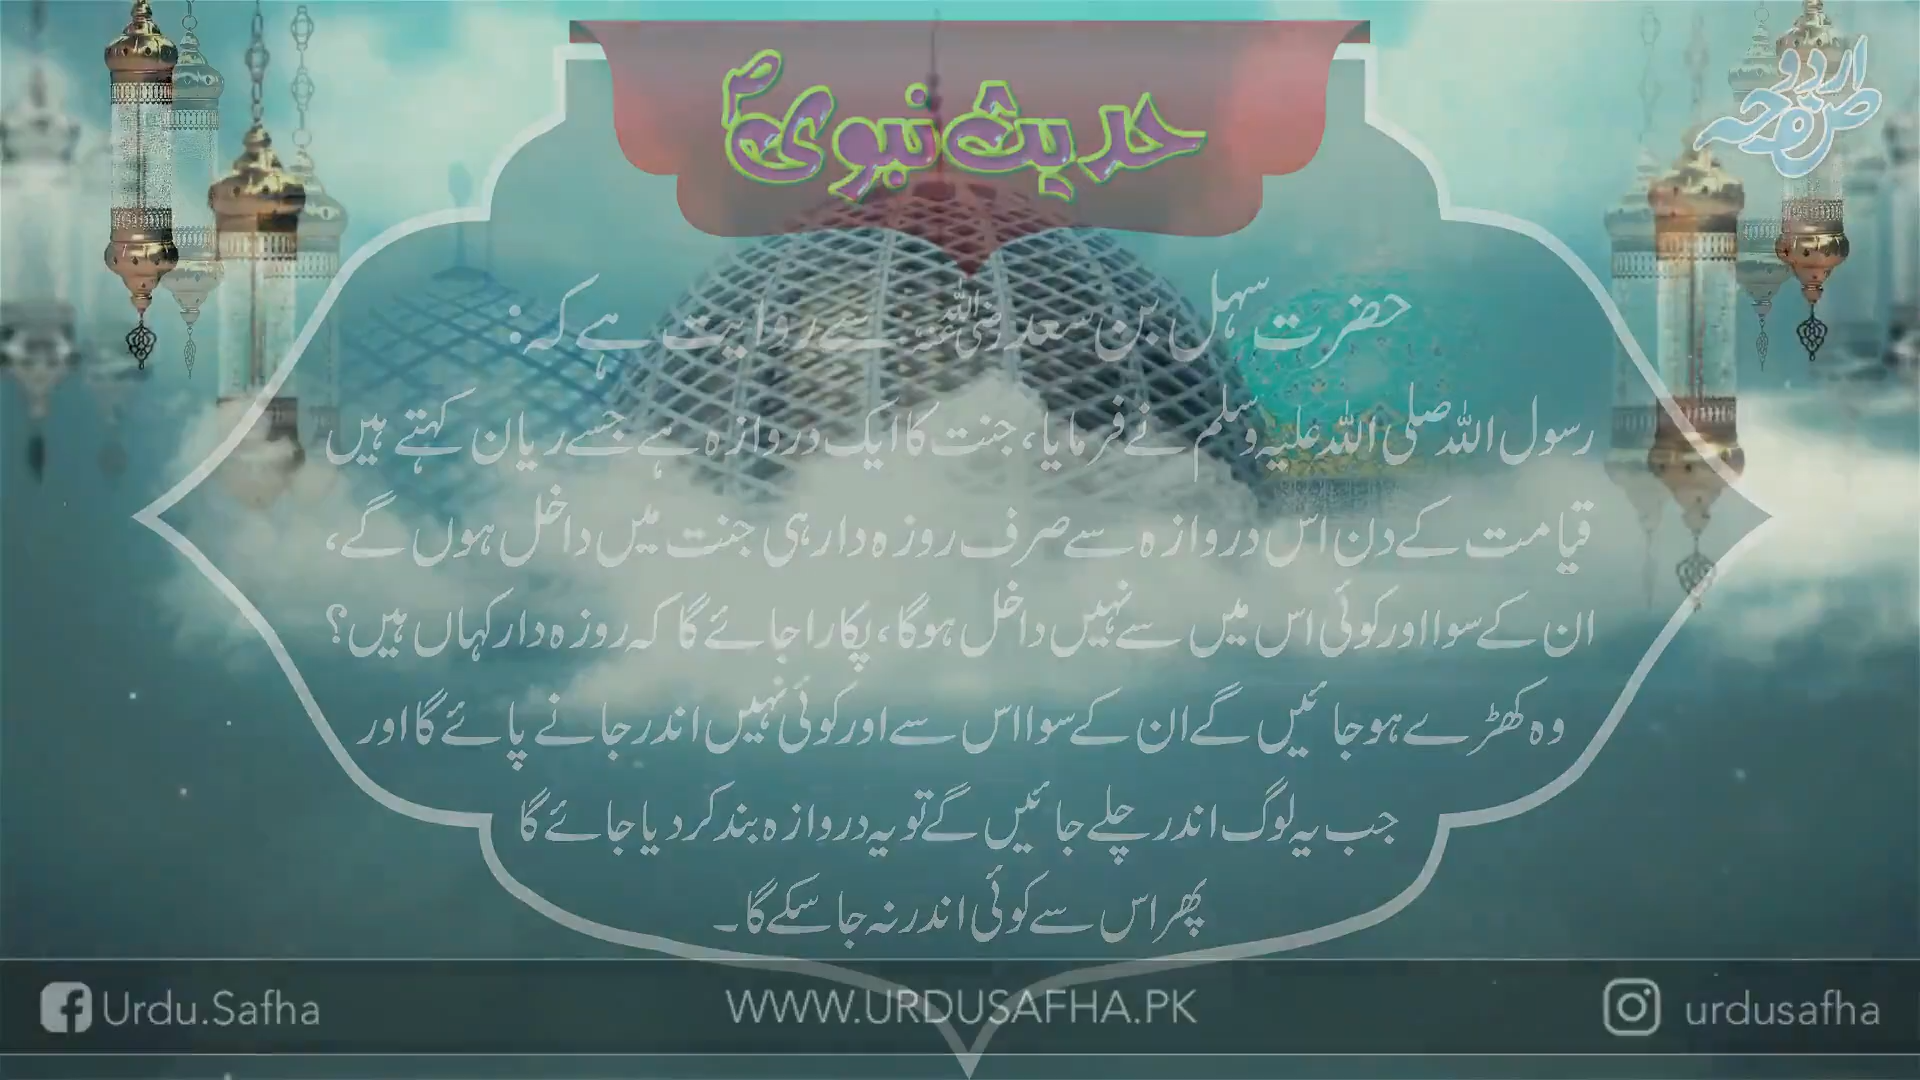 حدیث نبویؐ
اردو صفحہ
حضرت سہل بن سعد رضی اللہ عنہ سے روایت ہے کہ:
رسول اللہ صلی اللہ علیہ وسلم نے فرمایا، جنت کا ایک دروازہ ہے جسے ریان کہتے ہیں
قیامت کے دن اس دروازہ سے صرف روزہ دار ہی جنت میں داخل ہوں گے،
ان کے سوا اور کوئی اس میں سے نہیں داخل ہو گا، پکارا جائے گا کہ روزہ دار کہاں ہیں؟
وہ کھڑے ہو جائیں گے ان کے سوا اس سے اور کوئی نہیں اندر جانے پائے گا اور
جب یہ لوگ اندر چلے جائیں گے تو یہ دروازہ بند کر دیا جائے گا
پھر اس سے کوئی اندر نہ جا سکے گا۔
Urdu.Safha
WWW.URDUSAFHA.PK
urdusafha